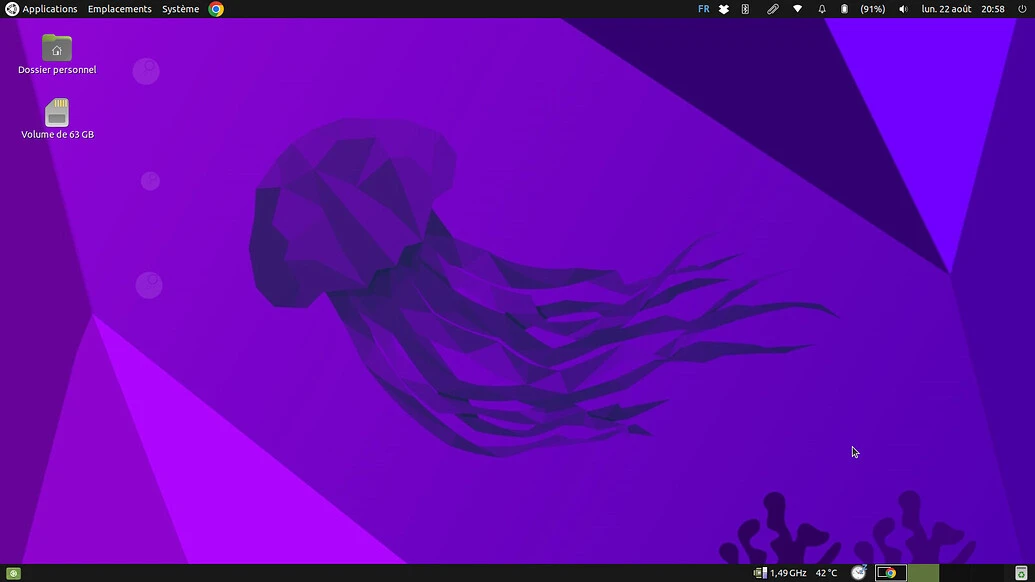 Applications Emplacements Système FR (91%) lun. 22 août 20:58
Dossier personnel
Volume de 63 GB
1,49 GHz 42 °C